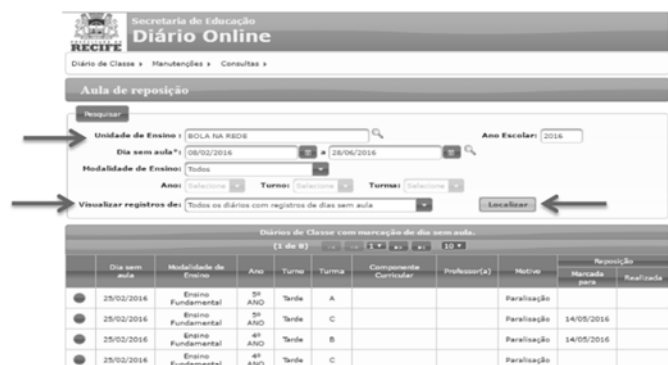 Secretaria de Educação
Diário Online
RECIFE
Diário de Classe Manutenções Consultas
Aula de reposição
Pesquisar
Unidade de Ensino : BOLA NA REDE Ano Escolar: 2016
Dia sem aula*: 08/02/2016 a 28/06/2016
Modalidade de Ensino: Todos
Ano: Selecione Turno: Selecione Turma: Selecione
Visualizar registros de: Todos os diários com registros de dias sem aula Localizar
Diários de Classe com marcação de dia sem aula.
(1 de 8) 1 10
Dia sem aula Modalidade de Ensino Ano Turno Turma Componente Curricular Professor(a) Motivo Reposição Marcada para Realizada
25/02/2016 Ensino Fundamental 5º ANO Tarde A Paralisação
25/02/2016 Ensino Fundamental 5º ANO Tarde C Paralisação 14/05/2016
25/02/2016 Ensino Fundamental 4º ANO Tarde B Paralisação 14/05/2016
25/02/2016 Ensino Fundamental 4º ANO Tarde C Paralisação